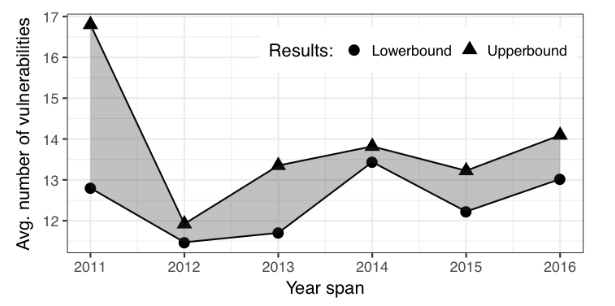 Avg. number of vulnerabilities
17
16
15
14
13
12
Results: Lowerbound Upperbound
2011 2012 2013 2014 2015 2016
Year span